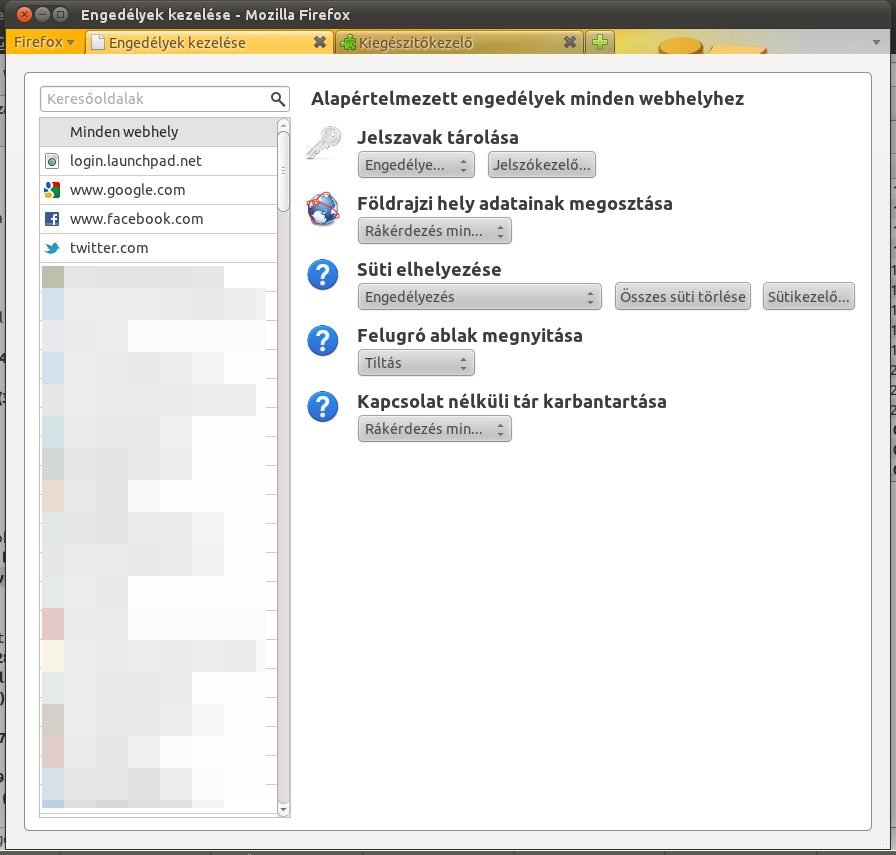 Engedélyek kezelése - Mozilla Firefox
Firefox
Engedélyek kezelése
Kiegészítőkezelő
Keresőoldalak
Minden webhely
login.launchpad.net
www.google.com
www.facebook.com
twitter.com
Alapértelmezett engedélyek minden webhelyhez
Jelszavak tárolása
Engedélye... Jelszókezelő...
Földrajzi hely adatainak megosztása
Rákérdezés min...
Süti elhelyezése
Engedélyezés Összes süti törlése Sütikezelő...
Felugró ablak megnyitása
Tiltás
Kapcsolat nélküli tár karbantartása
Rákérdezés min...